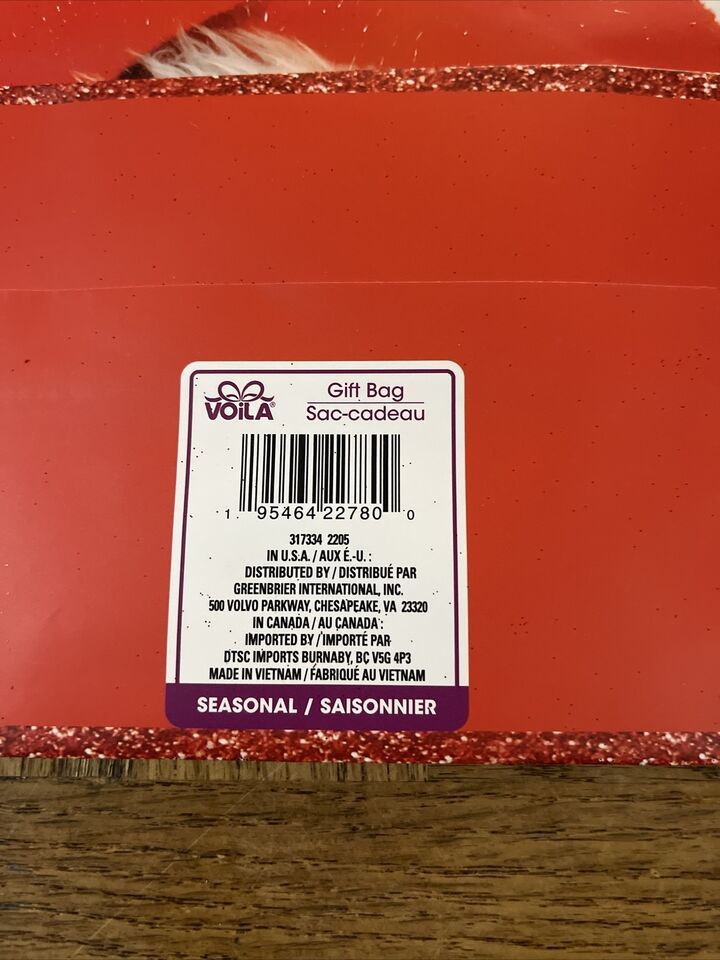 VOiLA®
Gift Bag
Sac-cadeau
1 95464 22780 0
317334 2205
IN U.S.A. / AUX É.-U. :
DISTRIBUTED BY / DISTRIBUÉ PAR
GREENBRIER INTERNATIONAL, INC.
500 VOLVO PARKWAY, CHESAPEAKE, VA 23320
IN CANADA / AU CANADA :
IMPORTED BY / IMPORTÉ PAR
DTSC IMPORTS BURNABY, BC V5G 4P3
MADE IN VIETNAM / FABRIQUÉ AU VIETNAM
SEASONAL / SAISONNIER